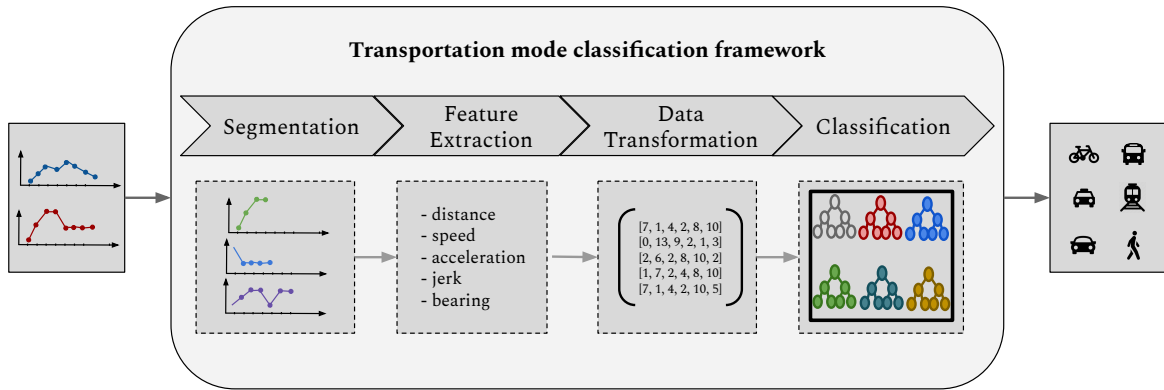 Transportation mode classification framework
Segmentation
Feature
Extraction
Data
Transformation
Classification
- distance
- speed
- acceleration
- jerk
- bearing
[7, 1, 4, 2, 8, 10]
[0, 13, 9, 2, 1, 3]
[2, 6, 2, 8, 10, 2]
[1, 7, 2, 4, 8, 10]
[7, 1, 4, 2, 10, 5]